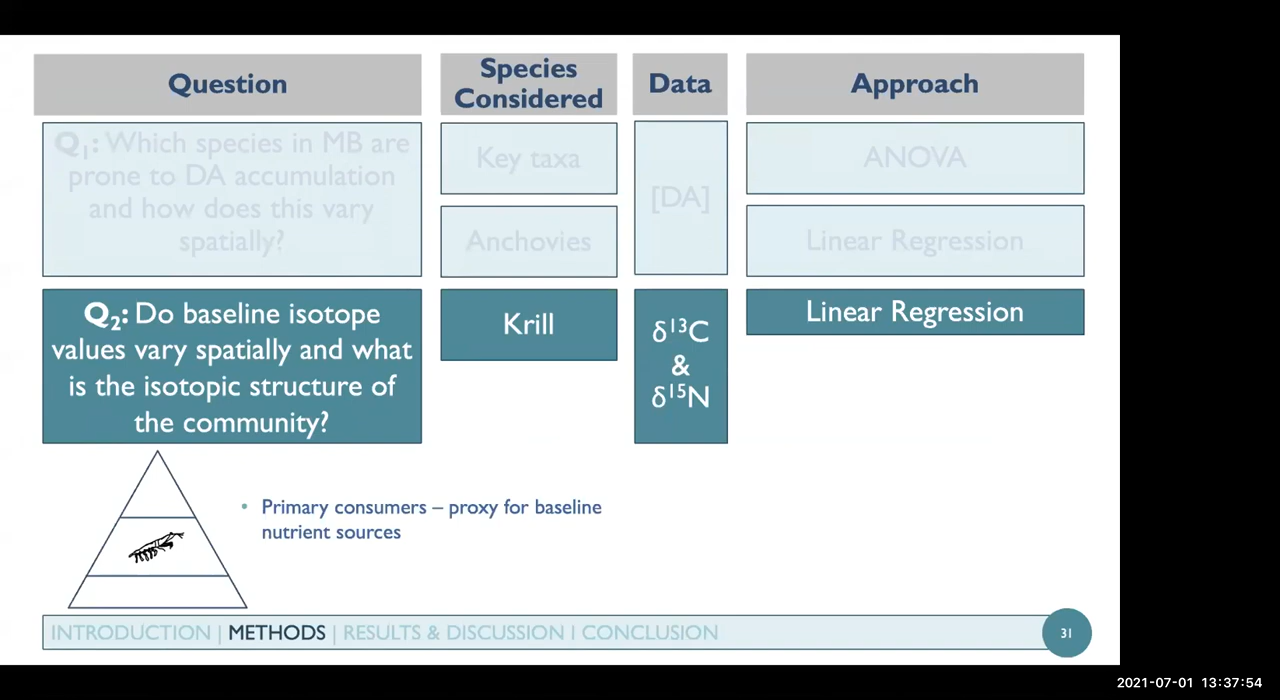 Question
Species
Considered
Data
Approach
Q₁: Which species in MB are
prone to DA accumulation
and how does this vary
spatially?
Key taxa
[DA]
ANOVA
Anchovies
Linear Regression
Q₂: Do baseline isotope
values vary spatially and what
is the isotopic structure of
the community?
Krill
δ¹³C
&
δ¹⁵N
Linear Regression
• Primary consumers – proxy for baseline
nutrient sources
INTRODUCTION | METHODS | RESULTS & DISCUSSION I CONCLUSION
31
2021-07-01 13:37:54